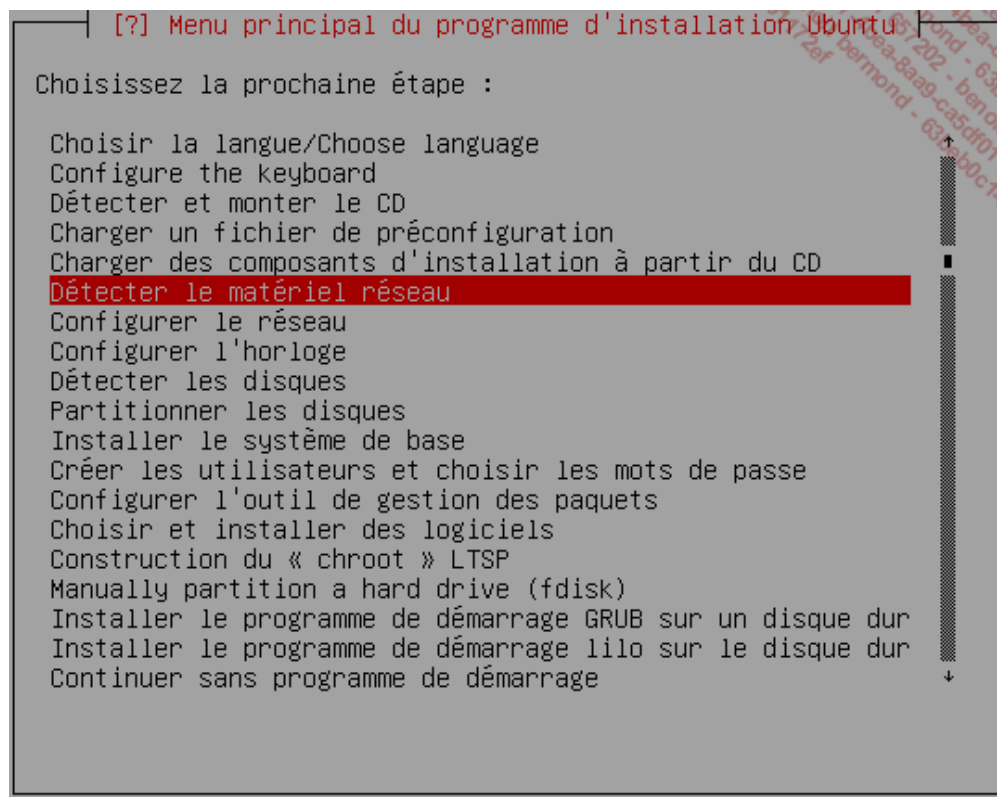 [?] Menu principal du programme d'installation Ubuntu
Choisissez la prochaine étape :
Choisir la langue/Choose language
Configure the keyboard
Détecter et monter le CD
Charger un fichier de préconfiguration
Charger des composants d'installation à partir du CD
Détecter le matériel réseau
Configurer le réseau
Configurer l'horloge
Détecter les disques
Partitionner les disques
Installer le système de base
Créer les utilisateurs et choisir les mots de passe
Configurer l'outil de gestion des paquets
Choisir et installer des logiciels
Construction du « chroot » LTSP
Manually partition a hard drive (fdisk)
Installer le programme de démarrage GRUB sur un disque dur
Installer le programme de démarrage lilo sur le disque dur
Continuer sans programme de démarrage